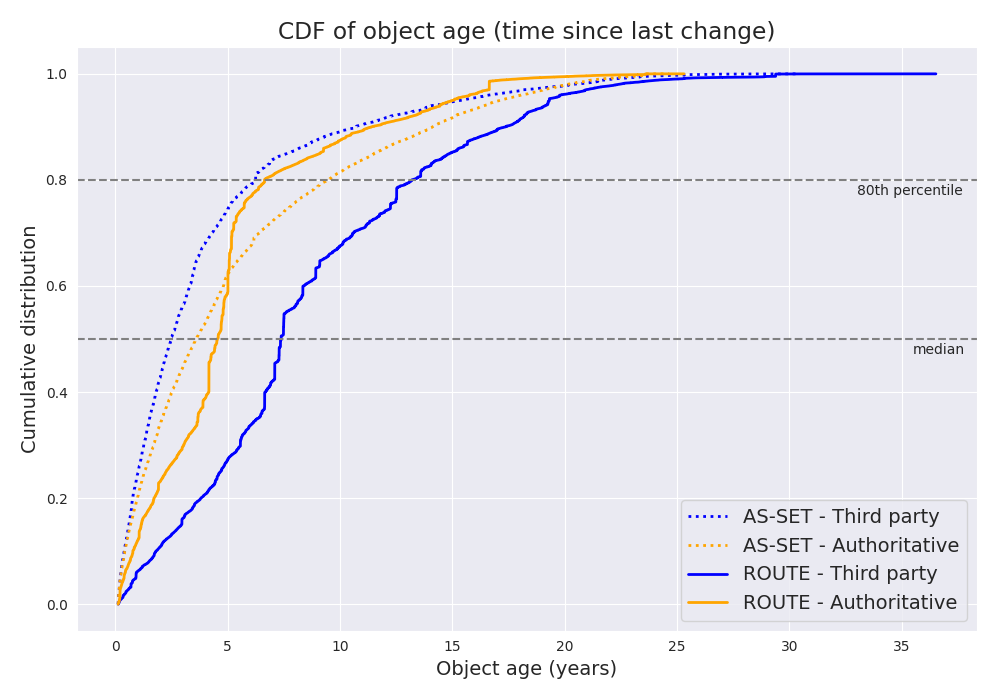 CDF of object age (time since last change)
Cumulative distribution
1.0
0.8
0.6
0.4
0.2
0.0
80th percentile
median
AS-SET - Third party
AS-SET - Authoritative
ROUTE - Third party
ROUTE - Authoritative
0 5 10 15 20 25 30 35
Object age (years)